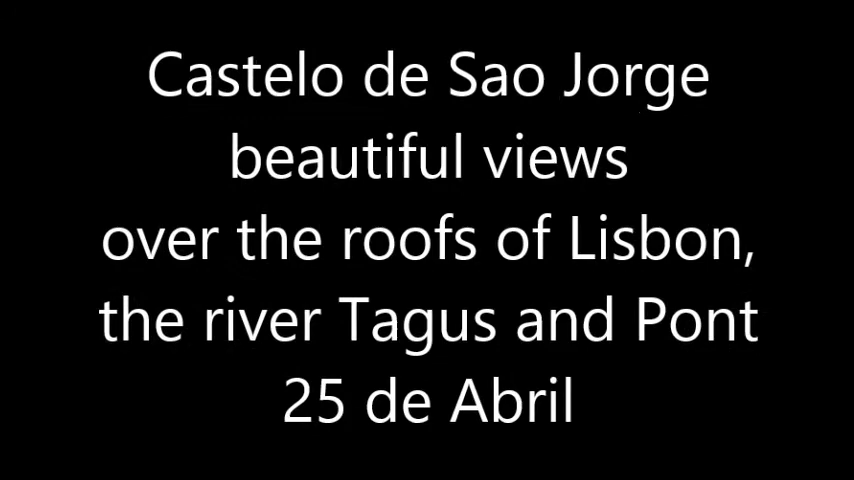 Castelo de Sao Jorge
beautiful views
over the roofs of Lisbon,
the river Tagus and Pont
25 de Abril